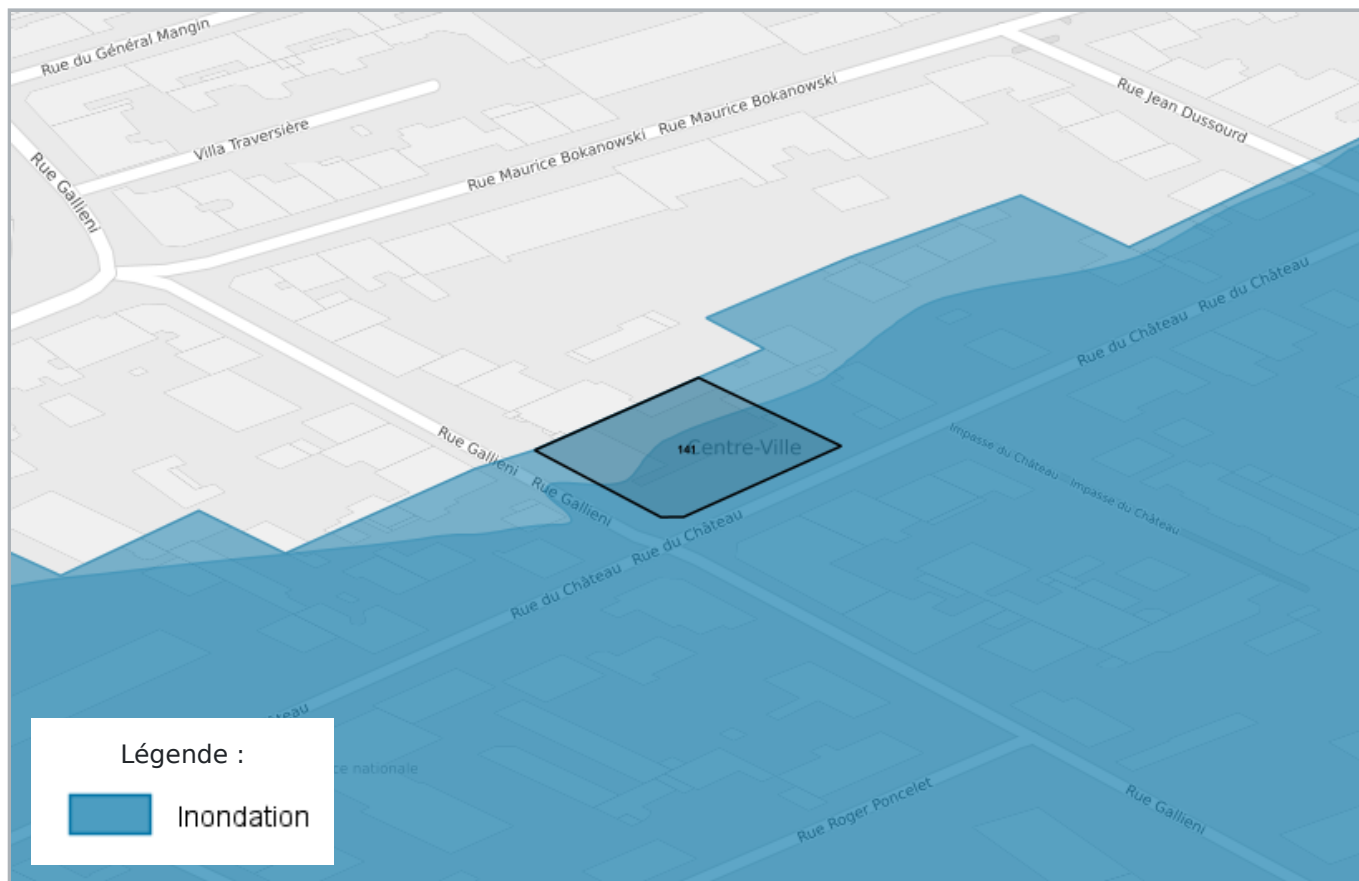 Rue du Général Mangin
Villa Traversière
Rue Gallieni
Rue Maurice Bokanowski
Rue Maurice Bokanowski
Rue Jean Dussourd
Rue du Château
Rue du Château
Rue Gallieni
Rue Gallieni
141
Centre-Ville
Impasse du Château
Impasse du Château
Rue du Château
Rue du Château
Rue Roger Poncelet
Rue Gallieni
nationale
Légende :
Inondation